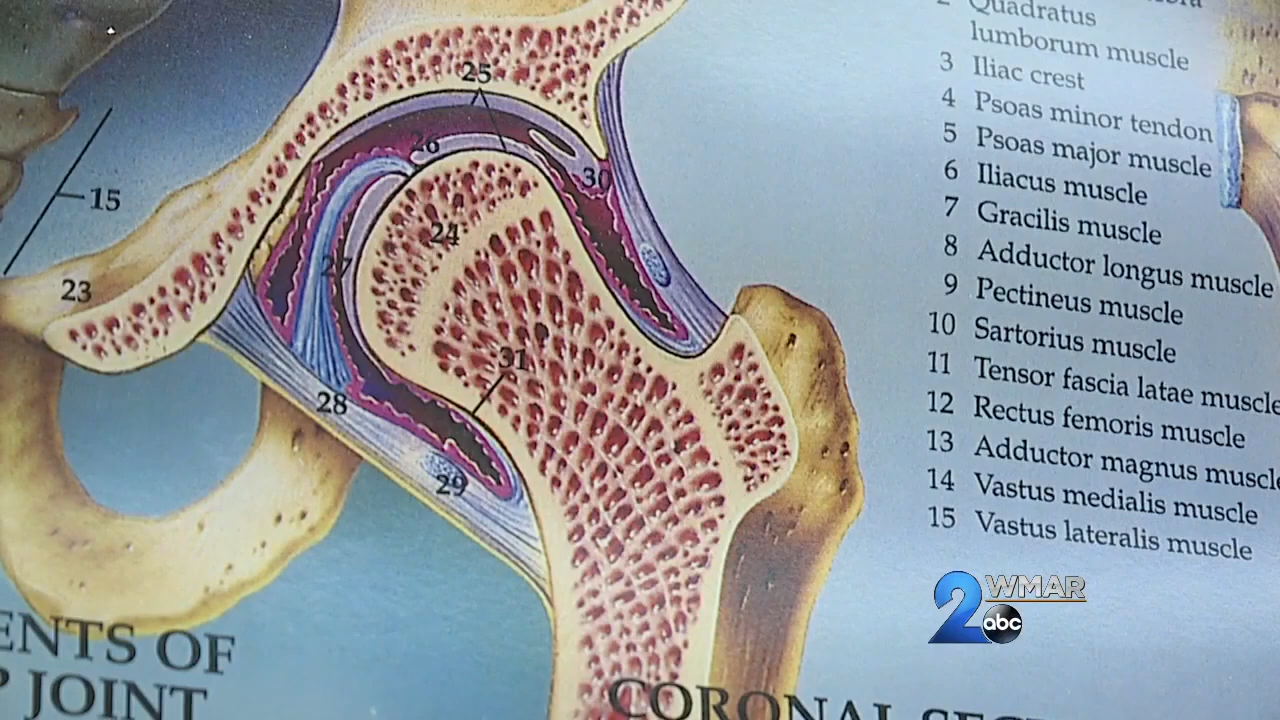 2 Quadratus
lumborum muscle
3 Iliac crest
4 Psoas minor tendon
5 Psoas major muscle
6 Iliacus muscle
7 Gracilis muscle
8 Adductor longus muscle
9 Pectineus muscle
10 Sartorius muscle
11 Tensor fascia latae muscle
12 Rectus femoris muscle
13 Adductor magnus muscle
14 Vastus medialis muscle
15 Vastus lateralis muscle
25
26
30
15
24
27
23
31
28
29
ENTS OF
P JOINT
CORONAL
2 WMAR
abc